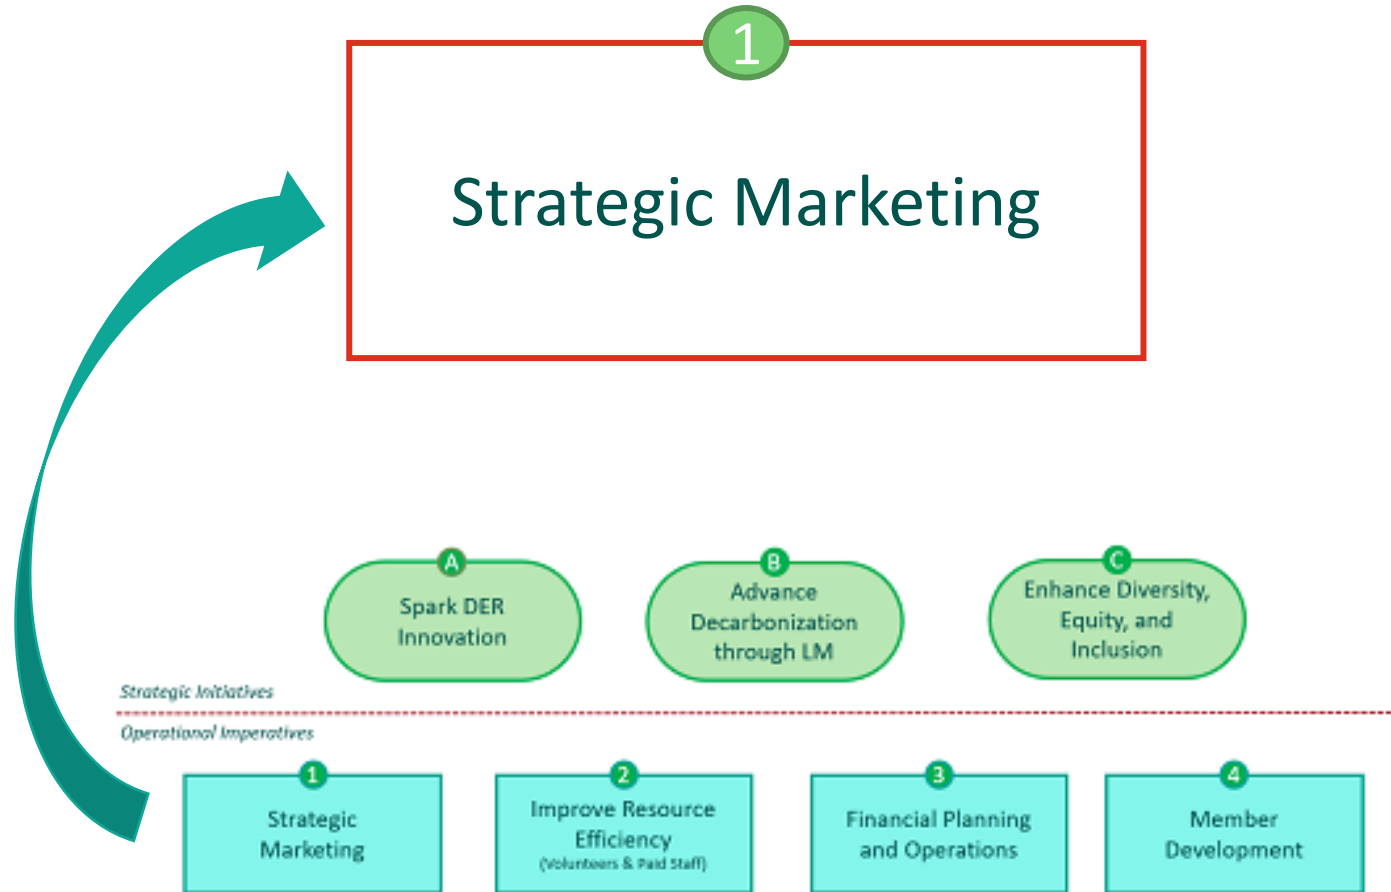 1
Strategic Marketing
A
Spark DER
Innovation
B
Advance
Decarbonization
through LM
C
Enhance Diversity,
Equity, and
Inclusion
Strategic Initiatives
Operational Imperatives
1
Strategic
Marketing
2
Improve Resource
Efficiency
(Volunteers & Paid Staff)
3
Financial Planning
and Operations
4
Member
Development